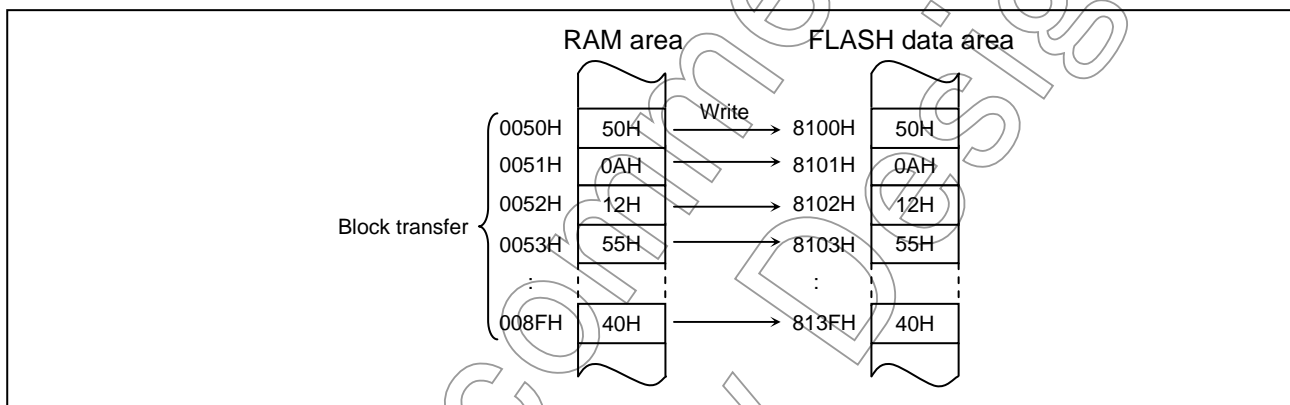 RAM area FLASH data area
Write
0050H 50H 8100H 50H
0051H 0AH 8101H 0AH
0052H 12H 8102H 12H
Block transfer
0053H 55H 8103H 55H
: :
008FH 40H 813FH 40H